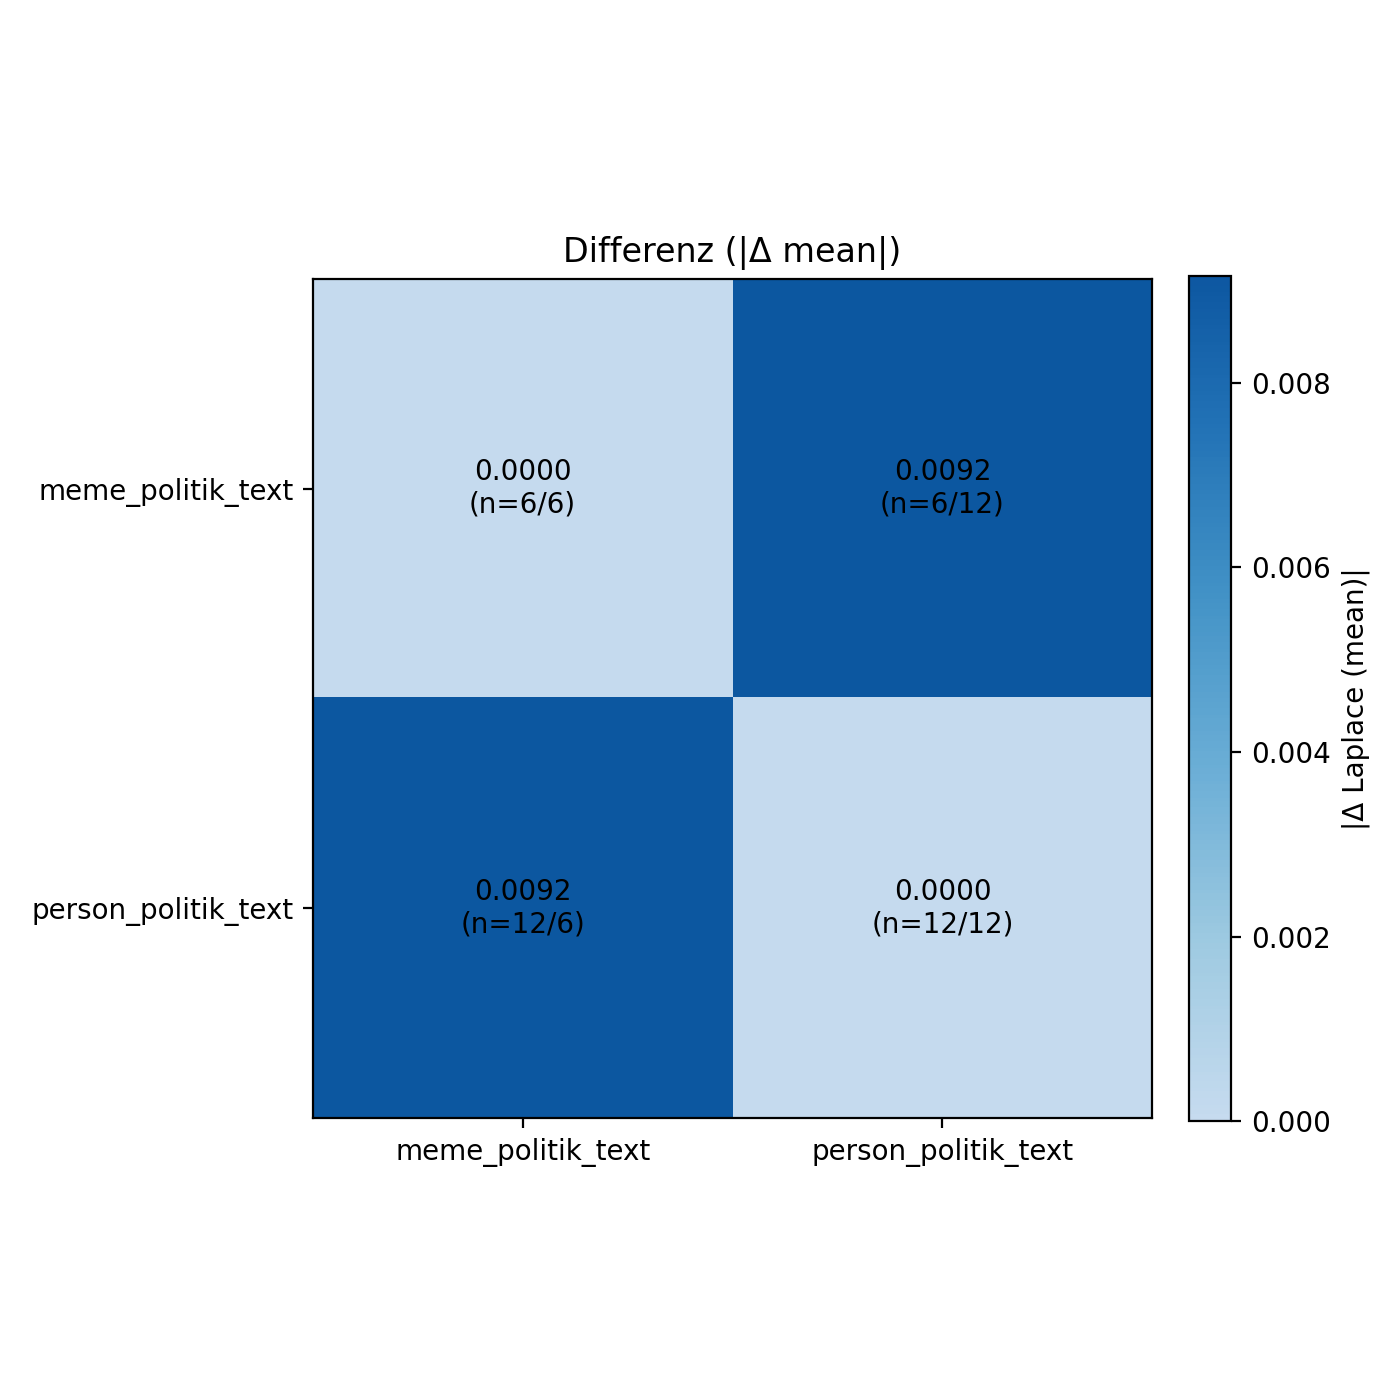 Differenz (|Δ mean|)
meme_politik_text
0.0000
(n=6/6)
0.0092
(n=6/12)
person_politik_text
0.0092
(n=12/6)
0.0000
(n=12/12)
meme_politik_text
person_politik_text
0.008
0.006
0.004
0.002
0.000
|Δ Laplace (mean)|